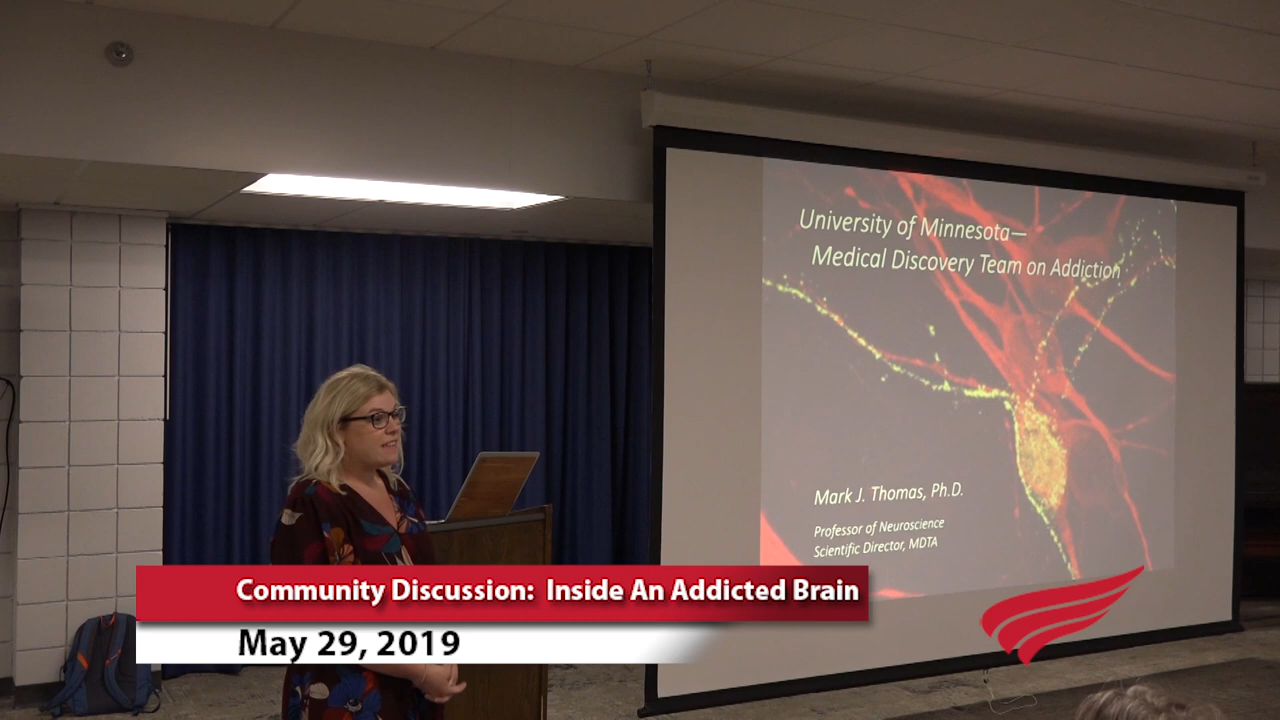 University of Minnesota—
Medical Discovery Team on Addiction
Mark J. Thomas, Ph.D.
Professor of Neuroscience
Scientific Director, MDTA
Community Discussion: Inside An Addicted Brain
May 29, 2019